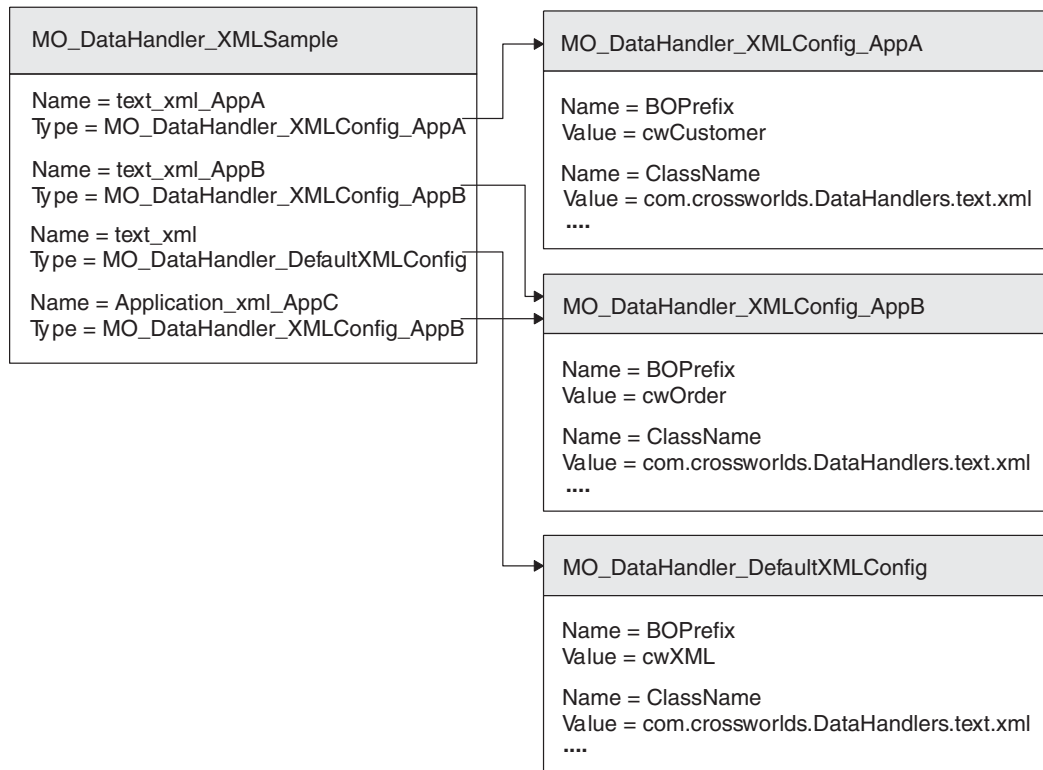 MO_DataHandler_XMLSample
Name = text_xml_AppA
Type = MO_DataHandler_XMLConfig_AppA
Name = text_xml_AppB
Type = MO_DataHandler_XMLConfig_AppB
Name = text_xml
Type = MO_DataHandler_DefaultXMLConfig
Name = Application_xml_AppC
Type = MO_DataHandler_XMLConfig_AppB
MO_DataHandler_XMLConfig_AppA
Name = BOPrefix
Value = cwCustomer
Name = ClassName
Value = com.crossworlds.DataHandlers.text.xml
....
MO_DataHandler_XMLConfig_AppB
Name = BOPrefix
Value = cwOrder
Name = ClassName
Value = com.crossworlds.DataHandlers.text.xml
....
MO_DataHandler_DefaultXMLConfig
Name = BOPrefix
Value = cwXML
Name = ClassName
Value = com.crossworlds.DataHandlers.text.xml
....